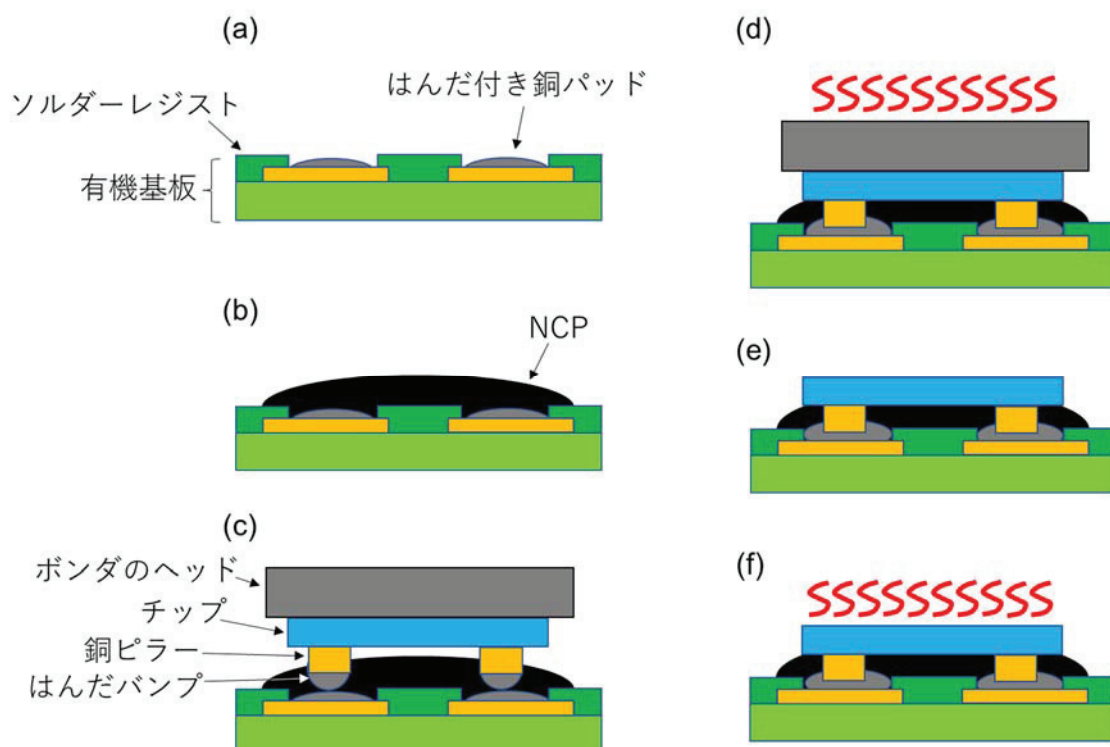 (a)
ソルダーレジスト
はんだ付き銅パッド
有機基板
(b)
NCP
(c)
ボンダのヘッド
チップ
銅ピラー
はんだバンプ
(d)
(e)
(f)